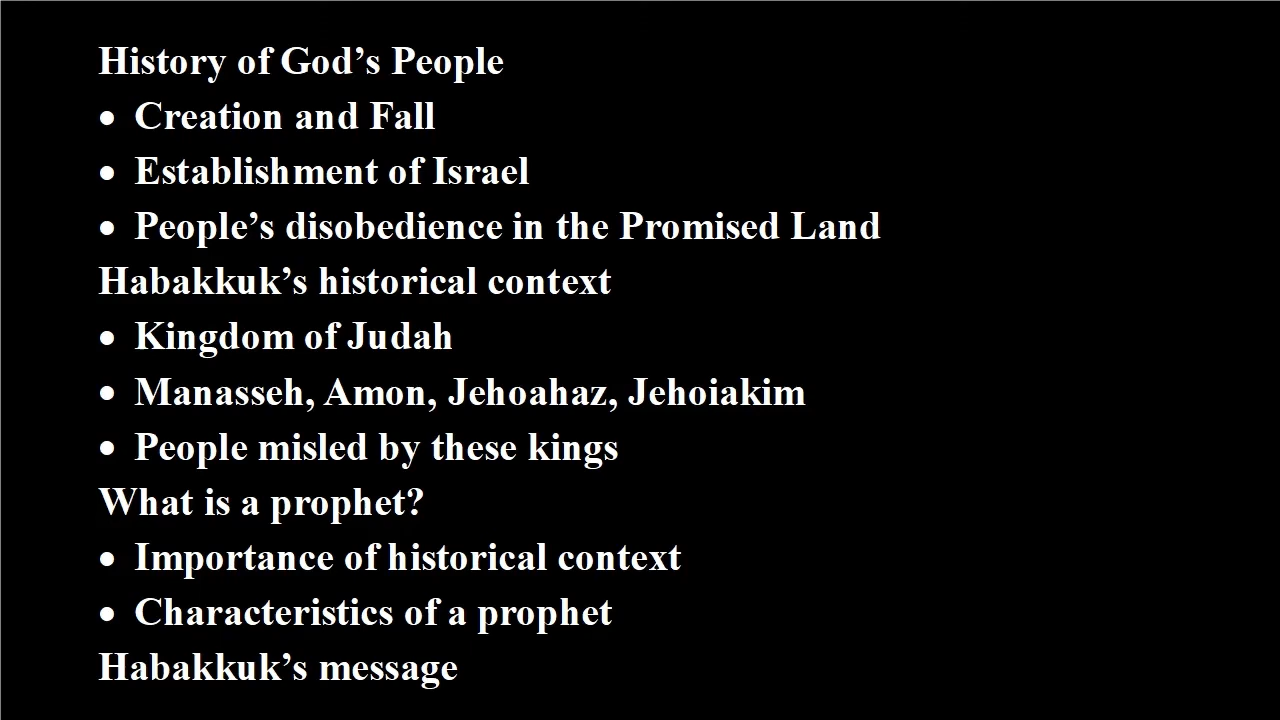 History of God’s People
• Creation and Fall
• Establishment of Israel
• People’s disobedience in the Promised Land
Habakkuk’s historical context
• Kingdom of Judah
• Manasseh, Amon, Jehoahaz, Jehoiakim
• People misled by these kings
What is a prophet?
• Importance of historical context
• Characteristics of a prophet
Habakkuk’s message